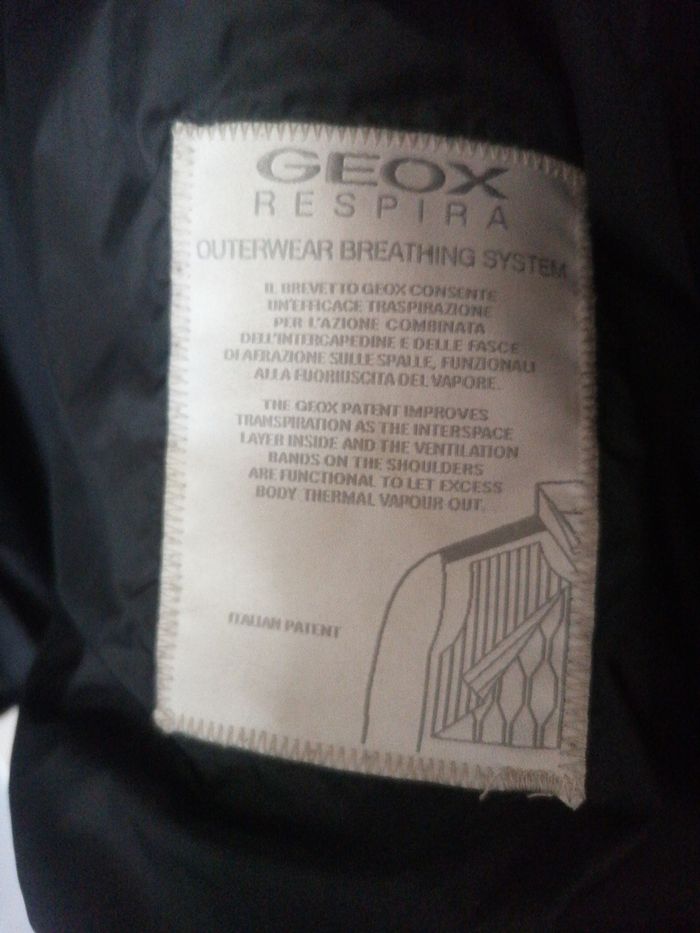 GEOX
RESPIRA
OUTERWEAR BREATHING SYSTEM
IL BREVETTO GEOX CONSENTE
UN'EFFICACE TRASPIRAZIONE
PER L'AZIONE COMBINATA
DELL'INTERCAPEDINE E DELLE FASCE
DI AERAZIONE SULLE SPALLE, FUNZIONALI
ALLA FUORIUSCITA DEL VAPORE.
THE GEOX PATENT IMPROVES
TRANSPIRATION AS THE INTERSPACE
LAYER INSIDE AND THE VENTILATION
BANDS ON THE SHOULDERS
ARE FUNCTIONAL TO LET EXCESS
BODY THERMAL VAPOUR OUT.
ITALIAN PATENT